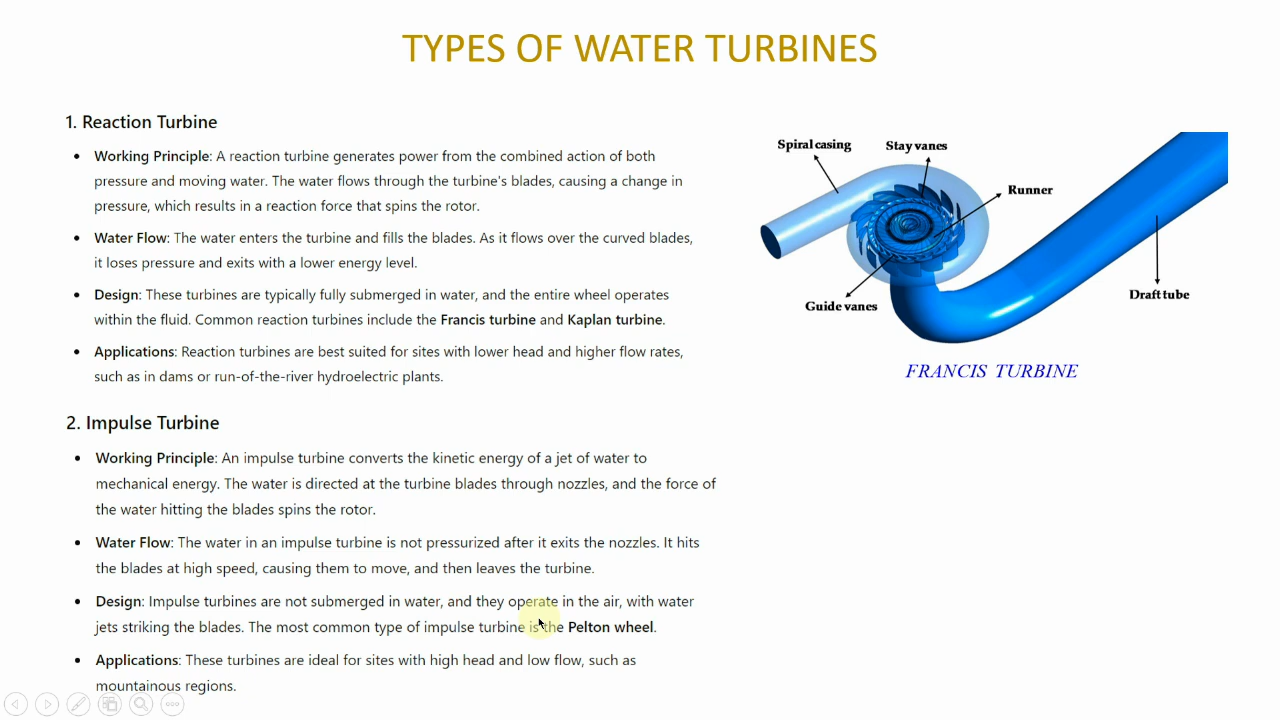 TYPES OF WATER TURBINES
1. Reaction Turbine
• Working Principle: A reaction turbine generates power from the combined action of both
pressure and moving water. The water flows through the turbine's blades, causing a change in
pressure, which results in a reaction force that spins the rotor.
• Water Flow: The water enters the turbine and fills the blades. As it flows over the curved blades,
it loses pressure and exits with a lower energy level.
• Design: These turbines are typically fully submerged in water, and the entire wheel operates
within the fluid. Common reaction turbines include the Francis turbine and Kaplan turbine.
• Applications: Reaction turbines are best suited for sites with lower head and higher flow rates,
such as in dams or run-of-the-river hydroelectric plants.
2. Impulse Turbine
• Working Principle: An impulse turbine converts the kinetic energy of a jet of water to
mechanical energy. The water is directed at the turbine blades through nozzles, and the force of
the water hitting the blades spins the rotor.
• Water Flow: The water in an impulse turbine is not pressurized after it exits the nozzles. It hits
the blades at high speed, causing them to move, and then leaves the turbine.
• Design: Impulse turbines are not submerged in water, and they operate in the air, with water
jets striking the blades. The most common type of impulse turbine is the Pelton wheel.
• Applications: These turbines are ideal for sites with high head and low flow, such as
mountainous regions.
Spiral casing
Stay vanes
Runner
Guide vanes
Draft tube
FRANCIS TURBINE